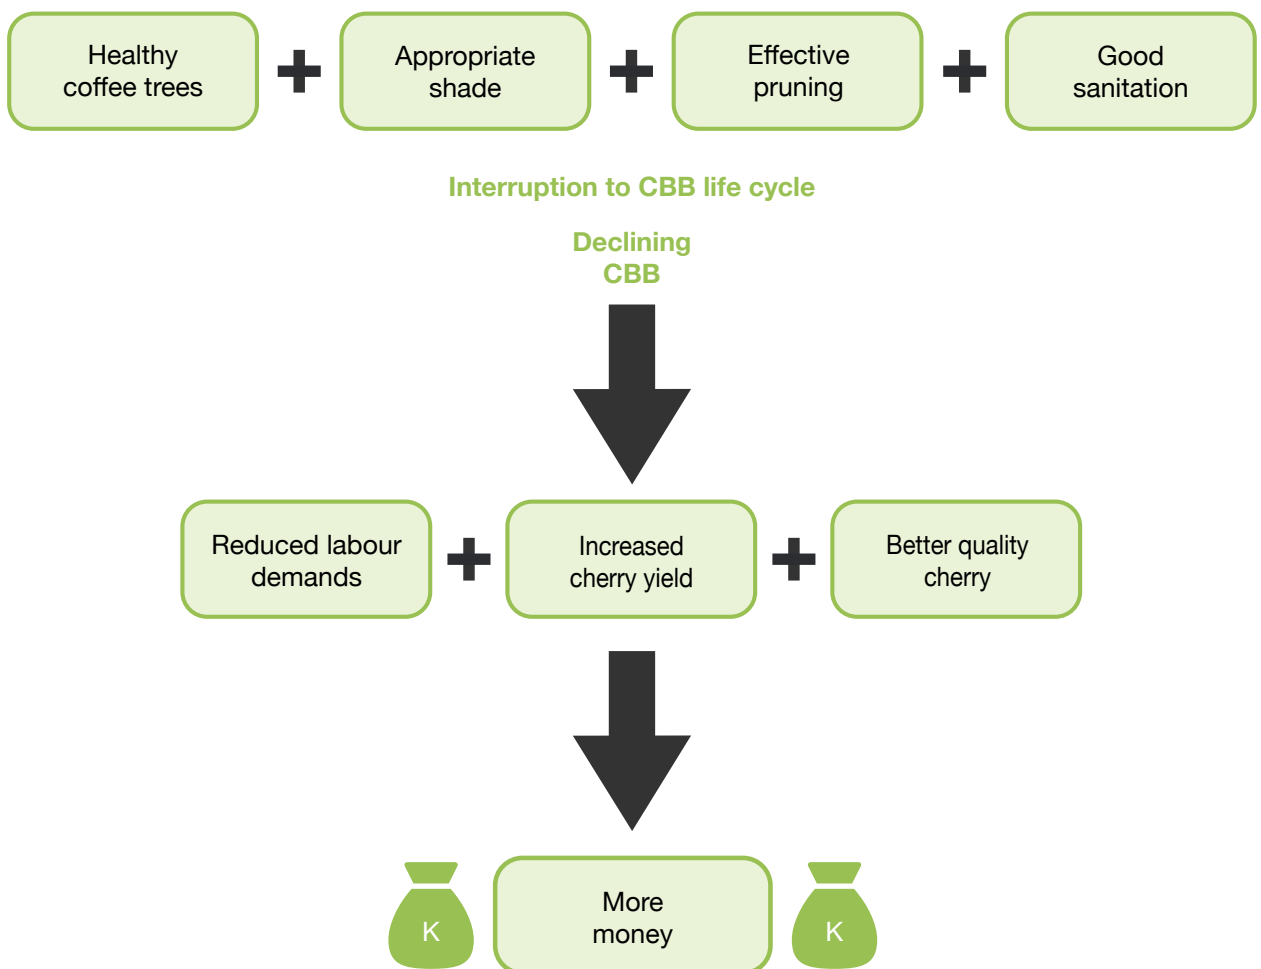 Healthy
coffee trees
Appropriate
shade
Effective
pruning
Good
sanitation
Interruption to CBB life cycle
Declining
CBB
Reduced labour
demands
Increased
cherry yield
Better quality
cherry
K
More
money
K